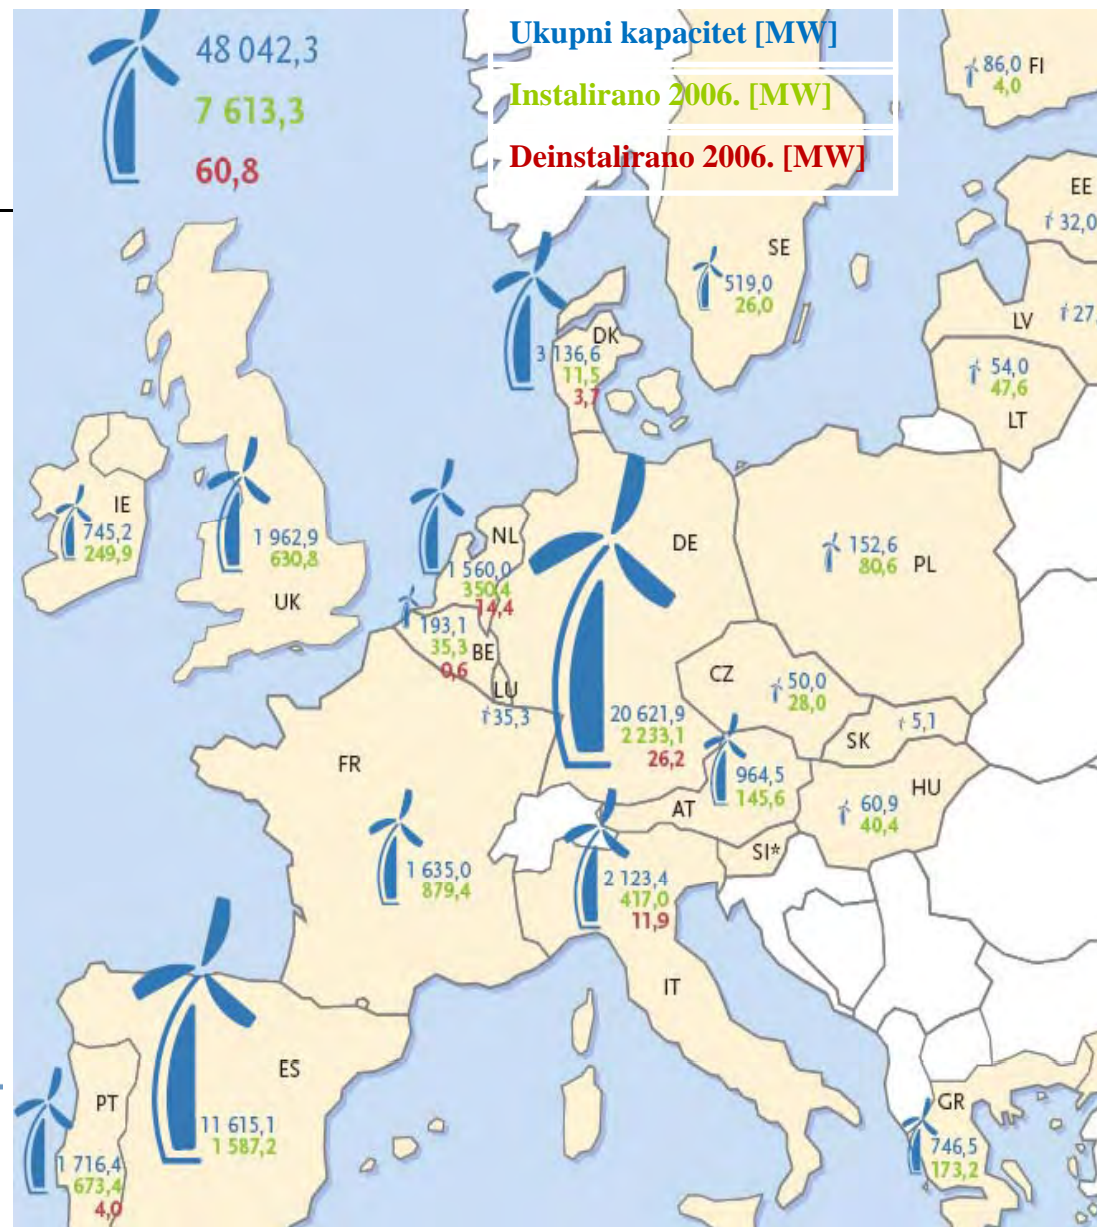 48 042,3
7 613,3
60,8
Ukupni kapacitet [MW]
Instalirano 2006. [MW]
Deinstalirano 2006. [MW]
86,0 FI
4,0
EE
32,0
SE
519,0
26,0
LV
27,
DK
3 136,6
11,5
3,7
54,0
47,6
LT
IE
745,2
249,9
1 962,9
630,8
UK
NL
1 560,0
350,4
14,4
193,1
35,3
BE
0,6
LU
35,3
DE
20 621,9
2 233,1
26,2
152,6
80,6
PL
CZ
50,0
28,0
5,1
SK
964,5
145,6
AT
HU
60,9
40,4
SI*
FR
1 635,0
879,4
2 123,4
417,0
11,9
IT
ES
11 615,1
1 587,2
PT
1 716,4
673,4
4,0
GR
746,5
173,2